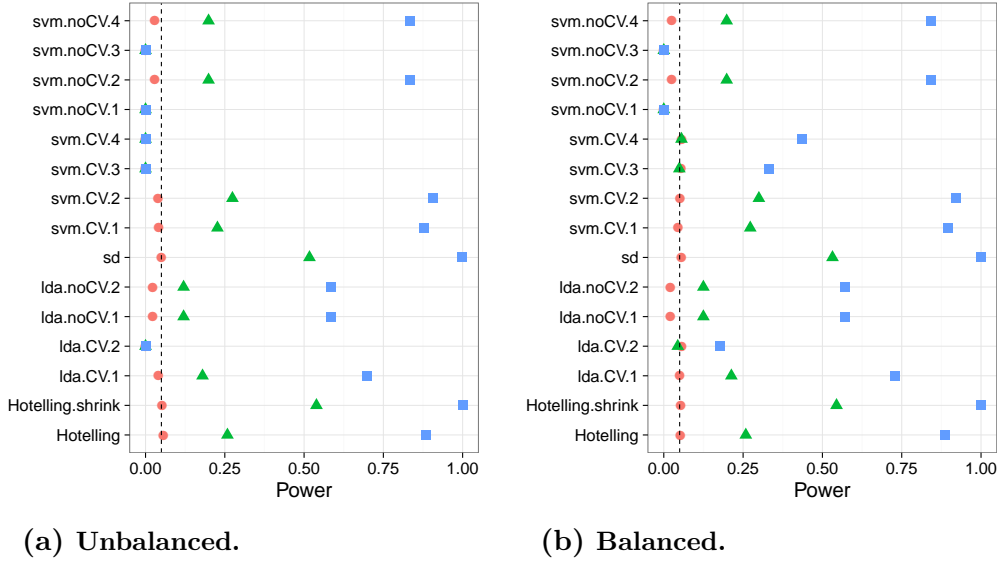 svm.noCV.4
svm.noCV.3
svm.noCV.2
svm.noCV.1
svm.CV.4
svm.CV.3
svm.CV.2
svm.CV.1
sd
lda.noCV.2
lda.noCV.1
lda.CV.2
lda.CV.1
Hotelling.shrink
Hotelling
0.00 0.25 0.50 0.75 1.00
Power
(a) Unbalanced.
svm.noCV.4
svm.noCV.3
svm.noCV.2
svm.noCV.1
svm.CV.4
svm.CV.3
svm.CV.2
svm.CV.1
sd
lda.noCV.2
lda.noCV.1
lda.CV.2
lda.CV.1
Hotelling.shrink
Hotelling
0.00 0.25 0.50 0.75 1.00
Power
(b) Balanced.